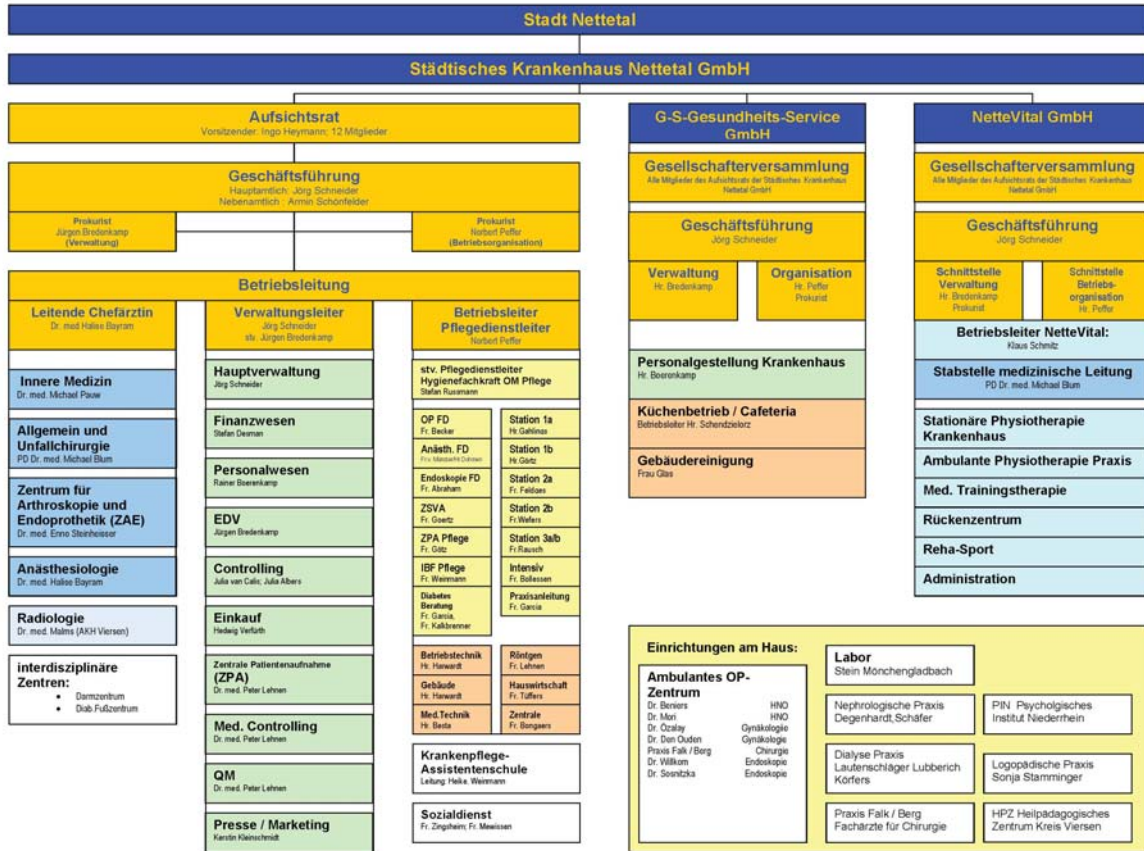 Stadt Nettetal
Städtisches Krankenhaus Nettetal GmbH
Aufsichtsrat
Vorsitzender: Ingo Heymann; 12 Mitglieder
Geschäftsführung
Hauptamtlich: Jörg Schneider
Nebenamtlich : Armin Schönfelder
Prokurist
Jürgen Bredenkamp
(Verwaltung)
Prokurist
Norbert Peffer
(Betriebsorganisation)
Betriebsleitung
Leitende Chefärztin
Dr. med Halise Bayram
Innere Medizin
Dr. med. Michael Pauw
Allgemein und
Unfallchirurgie
PD Dr. med. Michael Blum
Zentrum für
Arthroskopie und
Endoprothetik (ZAE)
Dr. med. Enno Steinheisser
Anästhesiologie
Dr. med. Halise Bayram
Radiologie
Dr. med. Malms (AKH Viersen)
interdisziplinäre
Zentren:
• Darmzentrum
• Diab.Fußzentrum
Verwaltungsleiter
Jörg Schneider
stv. Jürgen Bredenkamp
Hauptverwaltung
Jörg Schneider
Finanzwesen
Stefan Desman
Personalwesen
Rainer Boerenkamp
EDV
Jürgen Bredenkamp
Controlling
Julia van Calis; Julia Albers
Einkauf
Hedwig Verfürth
Zentrale Patientenaufnahme
(ZPA)
Dr. med. Peter Lehnen
Med. Controlling
Dr. med. Peter Lehnen
QM
Dr. med. Peter Lehnen
Presse / Marketing
Kerstin Kleinschmidt
Betriebsleiter
Pflegedienstleiter
Norbert Peffer
stv. Pflegedienstleiter
Hygienefachkraft OM Pflege
Stefan Russmann
OP FD
Fr. Becker
Anästh. FD
Endoskopie FD
Fr. Abraham
ZSVA
Fr. Goertz
ZPA Pflege
Fr. Götz
IBF Pflege
Fr. Weinmann
Diabetes
Beratung
Fr. Garcia,
Fr. Kalkbrenner
Station 1a
Hr. Gahlings
Station 1b
Hr. Görtz
Station 2a
Fr. Feldges
Station 2b
Fr.Wefers
Station 3a/b
Fr.Rausch
Intensiv
Fr. Bollessen
Praxisanleitung
Fr. Garcia
Betriebstechnik
Hr. Harwardt
Gebäude
Hr. Harwardt
Med.Technik
Hr. Besta
Röntgen
Fr. Lehnen
Hauswirtschaft
Fr. Tüffers
Zentrale
Fr. Bongaers
Krankenpflege-
Assistentenschule
Leitung: Heike. Weinmann
Sozialdienst
Fr. Zingsheim; Fr. Mewissen
G-S-Gesundheits-Service
GmbH
Gesellschafterversammlung
Alle Mitglieder des Aufsichtsrats der Städtisches Krankenhaus
Nettetal GmbH
Geschäftsführung
Jörg Schneider
Verwaltung
Hr. Bredenkamp
Organisation
Hr. Peffer
Prokurist
Personalgestellung Krankenhaus
Hr. Boerenkamp
Küchenbetrieb / Cafeteria
Betriebsleiter Hr. Schendzielorz
Gebäudereinigung
Frau Glas
NetteVital GmbH
Gesellschafterversammlung
Alle Mitglieder des Aufsichtsrats der Städtisches Krankenhaus
Nettetal GmbH
Geschäftsführung
Jörg Schneider
Schnittstelle
Verwaltung
Hr. Bredenkamp
Prokurist
Schnittstelle
Betriebs-
organisation
Hr. Peffer
Betriebsleiter NetteVital:
Klaus Schmitz
Stabstelle medizinische Leitung
PD Dr. med. Michael Blum
Stationäre Physiotherapie
Krankenhaus
Ambulante Physiotherapie Praxis
Med. Trainingstherapie
Rückenzentrum
Reha-Sport
Administration
Einrichtungen am Haus:
Ambulantes OP-
Zentrum
Dr. Beniers HNO
Dr. Mori HNO
Dr. Özalay Gynäkologie
Dr. Den Ouden Gynäkologie
Praxis Falk / Berg Chirurgie
Dr. Willkom Endoskopie
Dr. Sosnitzka Endoskopie
Labor
Stein Mönchengladbach
Nephrologische Praxis
Degenhardt,Schäfer
PIN Psycholgisches
Institut Niederrhein
Dialyse Praxis
Lautenschläger Lubberich
Körfers
Logopädische Praxis
Sonja Stamminger
Praxis Falk / Berg
Fachärzte für Chirurgie
HPZ Heilpädagogisches
Zentrum Kreis Viersen